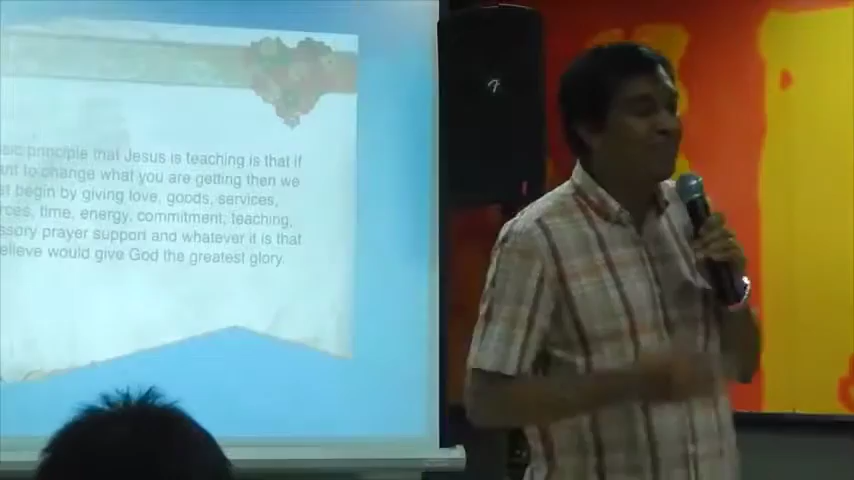 sic principle that Jesus is teaching is that if
ant to change what you are getting then we
st begin by giving love, goods, services,
rces, time, energy, commitment, teaching,
ssory prayer support and whatever it is that
elieve would give God the greatest glory.